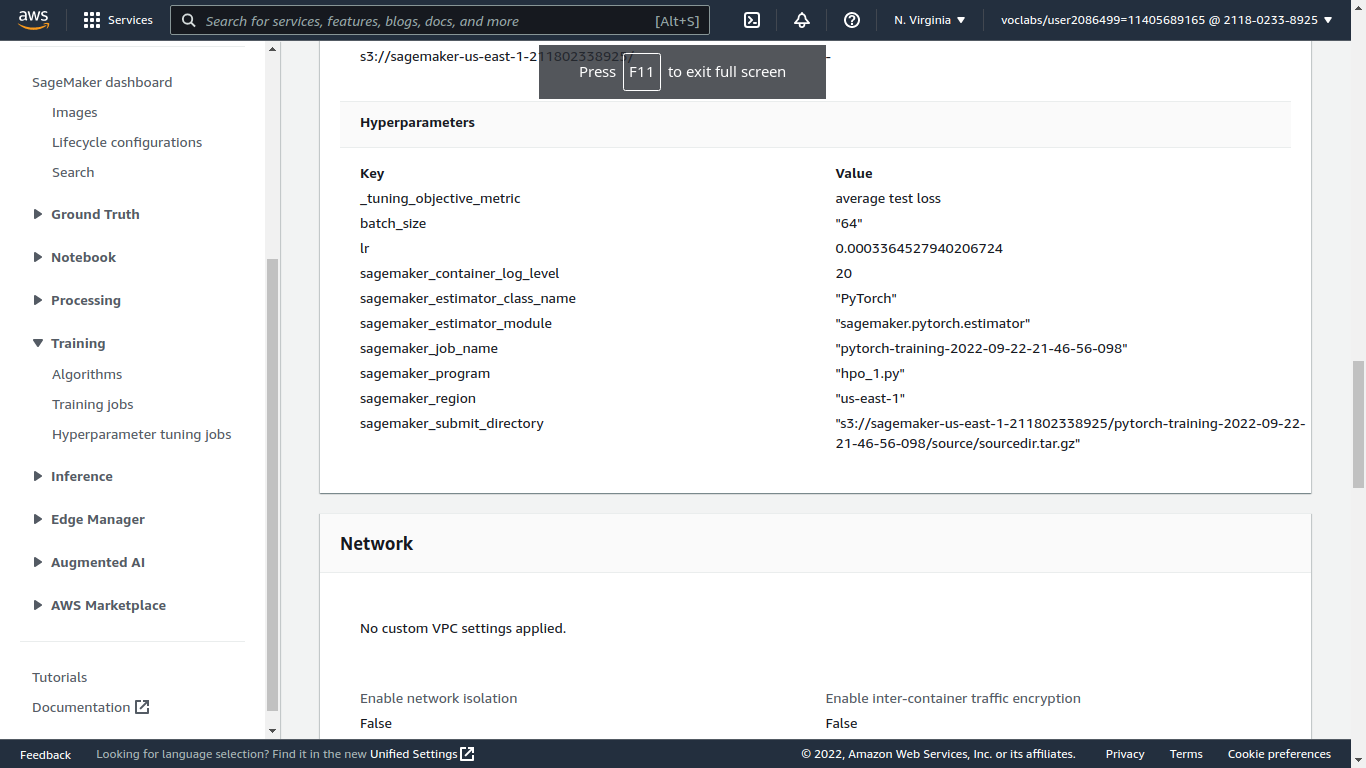 aws
Services
Search for services, features, blogs, docs, and more [Alt+S]
N. Virginia
voclabs/user2086499=11405689165 @ 2118-0233-8925
s3://sagemaker-us-east-1-211802338925/
-
Press F11 to exit full screen
SageMaker dashboard
Images
Lifecycle configurations
Search
Ground Truth
Notebook
Processing
Training
Algorithms
Training jobs
Hyperparameter tuning jobs
Inference
Edge Manager
Augmented AI
AWS Marketplace
Tutorials
Documentation
Hyperparameters
Key Value
_tuning_objective_metric average test loss
batch_size "64"
lr 0.0003364527940206724
sagemaker_container_log_level 20
sagemaker_estimator_class_name "PyTorch"
sagemaker_estimator_module "sagemaker.pytorch.estimator"
sagemaker_job_name "pytorch-training-2022-09-22-21-46-56-098"
sagemaker_program "hpo_1.py"
sagemaker_region "us-east-1"
sagemaker_submit_directory "s3://sagemaker-us-east-1-211802338925/pytorch-training-2022-09-22-
21-46-56-098/source/sourcedir.tar.gz"
Network
No custom VPC settings applied.
Enable network isolation Enable inter-container traffic encryption
False False
Feedback
Looking for language selection? Find it in the new Unified Settings
© 2022, Amazon Web Services, Inc. or its affiliates.
Privacy
Terms
Cookie preferences